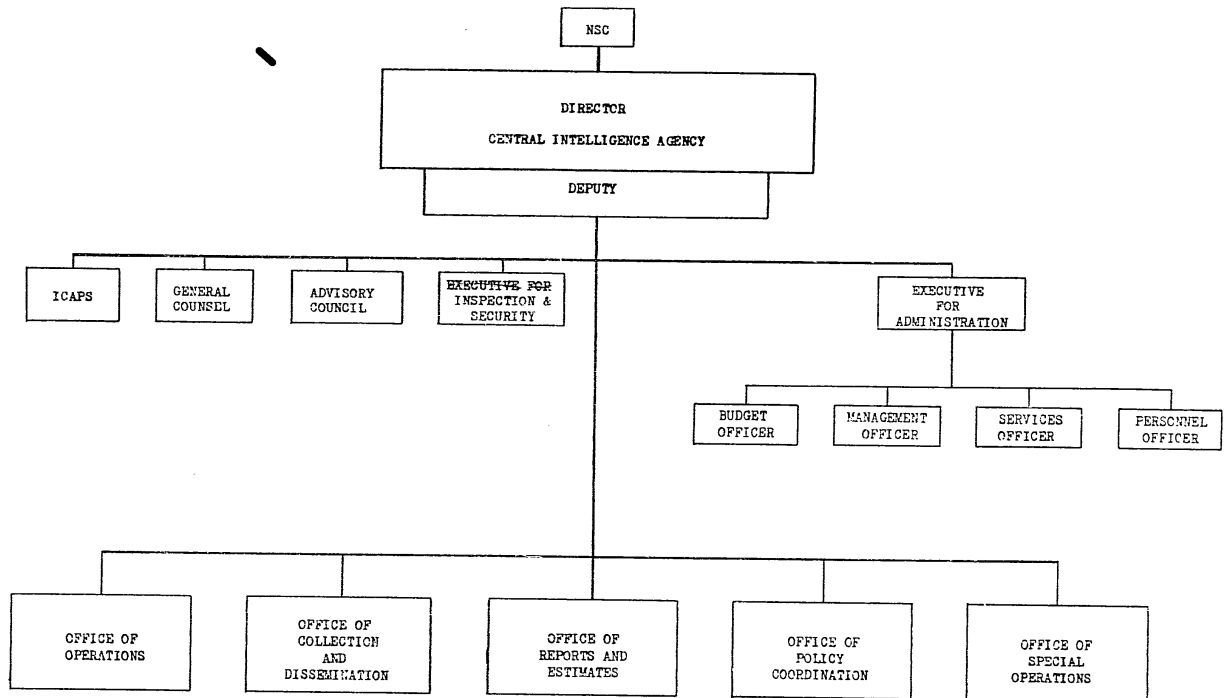 NSC
DIRECTOR
CENTRAL INTELLIGENCE AGENCY
DEPUTY
ICAPS
GENERAL
COUNSEL
ADVISORY
COUNCIL
EXECUTIVE FOR
INSPECTION &
SECURITY
EXECUTIVE
FOR
ADMINISTRATION
BUDGET
OFFICER
MANAGEMENT
OFFICER
SERVICES
OFFICER
PERSONNEL
OFFICER
OFFICE OF
OPERATIONS
OFFICE OF
COLLECTION
AND
DISSEMINATION
OFFICE OF
REPORTS AND
ESTIMATES
OFFICE OF
POLICY
COORDINATION
OFFICE OF
SPECIAL
OPERATIONS